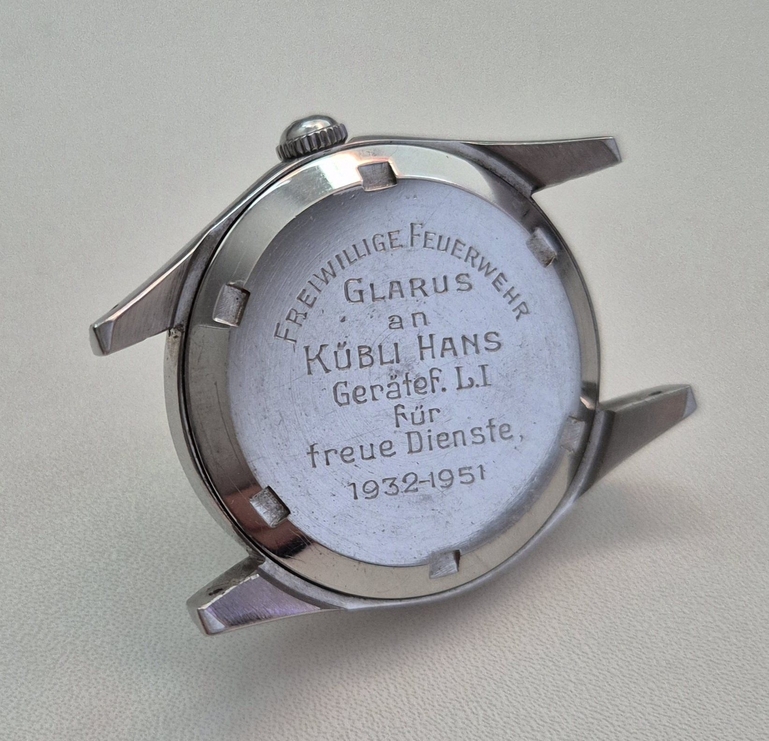 FREIWILLIGE FEUERWEHR
GLARUS
an
KÜBLI HANS
Gerätef. L.I
für
treue Dienste,
1932-1951